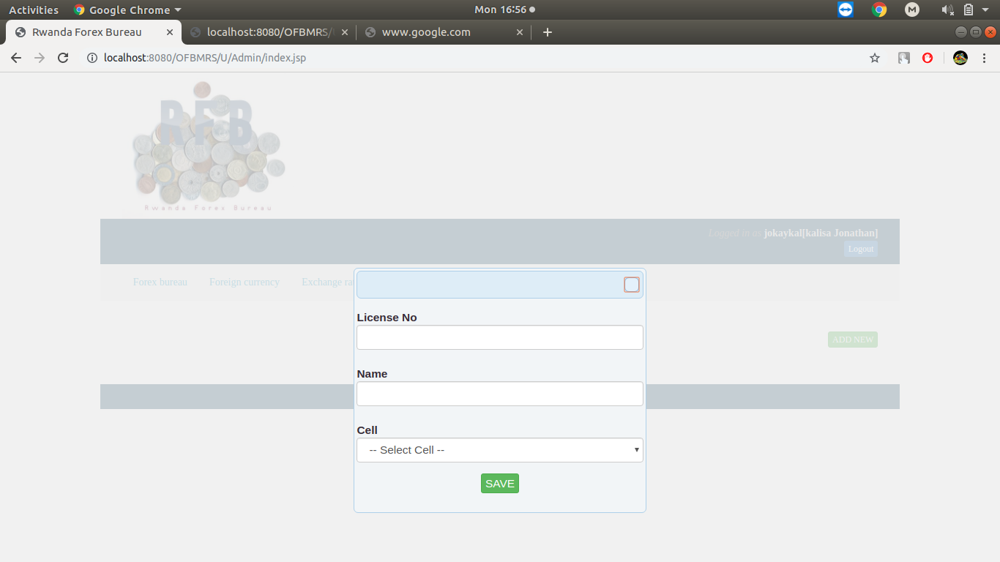 Activities Google Chrome Mon 16:56
Rwanda Forex Bureau localhost:8080/OFBMRS/ www.google.com
localhost:8080/OFBMRS/U/Admin/index.jsp
RFB
Rwanda Forex Bureau
Logged in as jokaykal[kalisa Jonathan]
Logout
Forex bureau Foreign currency Exchange ra
License No
ADD NEW
Name
Cell
-- Select Cell --
SAVE